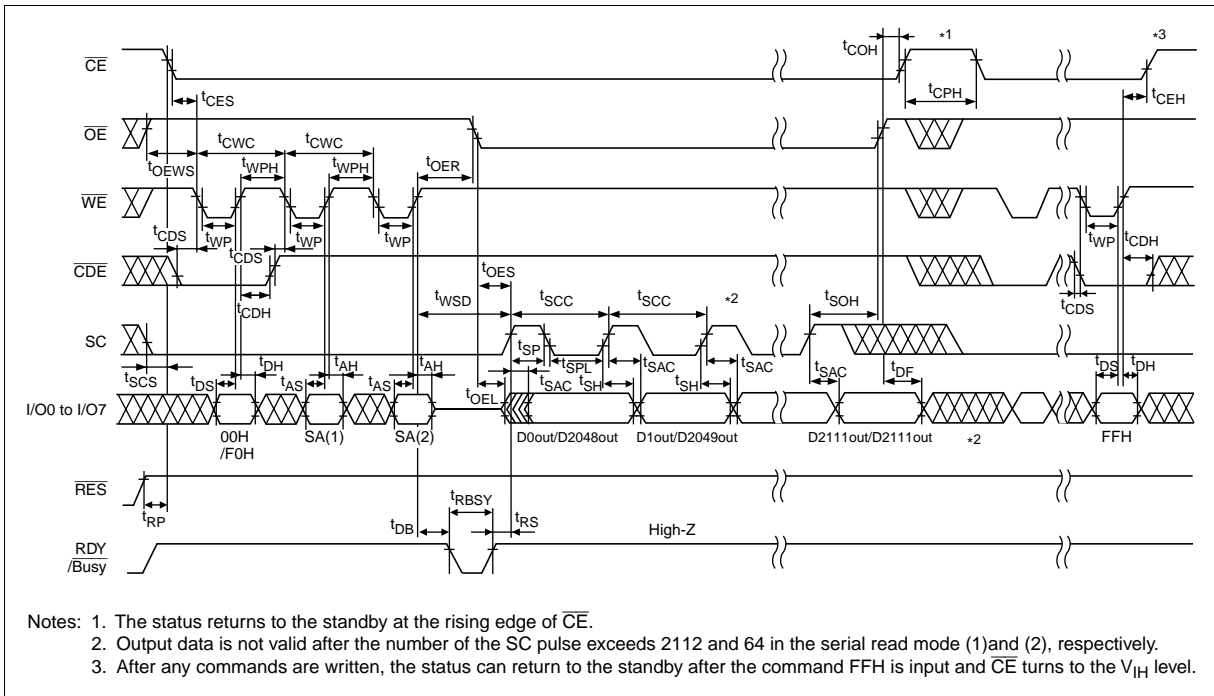 tCOH *1 *3
CE
tCES tCPH tCEH
OE
tCWC tCWC
tOEWS tWPH tWPH tOER
WE
tCDS tWP tCDS tWP tWP tWP tCDH
CDE
tCDH tWSD tOES tSCC tSCC *2 tSOH tCDS
SC
tSCS tDS tDH tAS tAH tAS tAH tOEL tSP tSAC tSPL tSH tSAC tSH tSAC tSAC tDF tDS tDH
I/O0 to I/O7
00H /F0H SA(1) SA(2) D0out/D2048out D1out/D2049out D2111out/D2111out *2 FFH
RES
tRP tDB tRBSY tRS
High-Z
RDY
/Busy
Notes: 1. The status returns to the standby at the rising edge of CE.
2. Output data is not valid after the number of the SC pulse exceeds 2112 and 64 in the serial read mode (1)and (2), respectively.
3. After any commands are written, the status can return to the standby after the command FFH is input and CE turns to the VIH level.